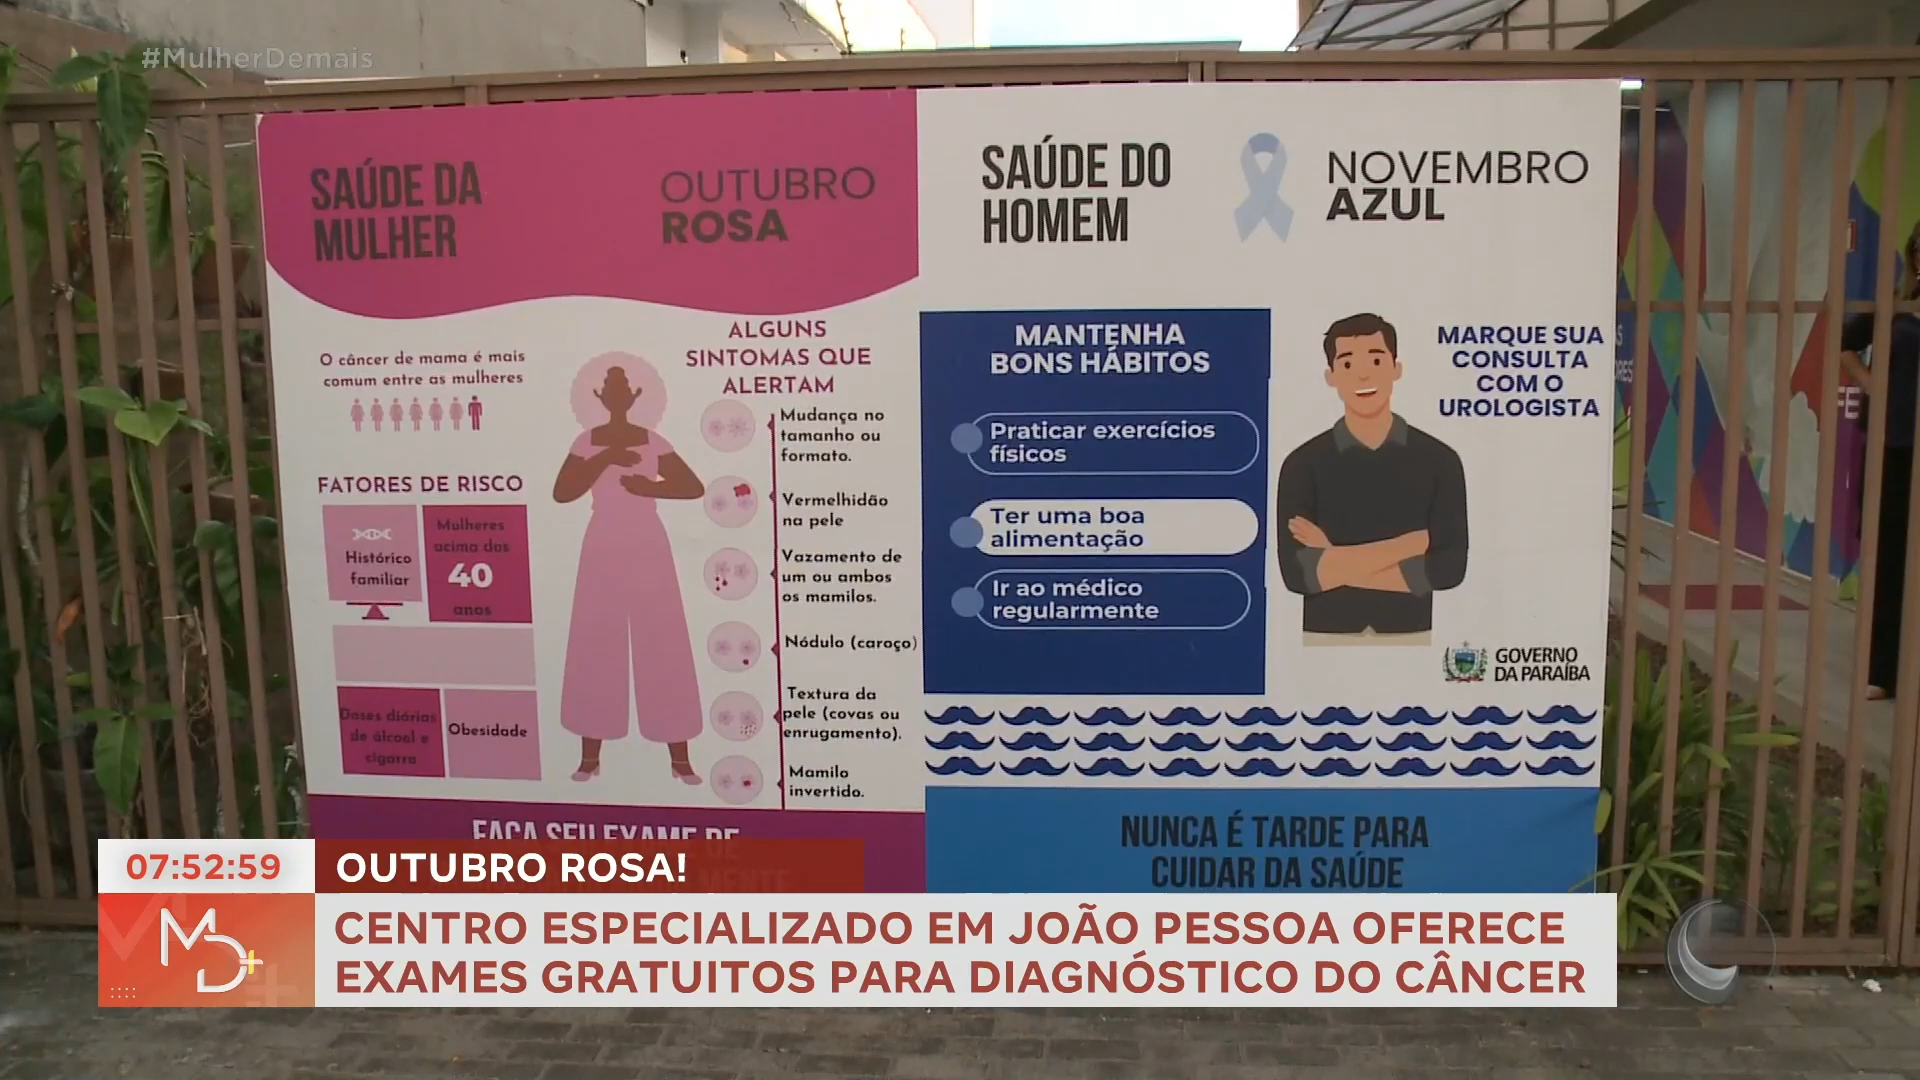 #MulherDemais
SAÚDE DA
MULHER
OUTUBRO
ROSA
O câncer de mama é mais
comum entre as mulheres
FATORES DE RISCO
Histórico
familiar
Mulheres
acima dos
40
anos
Doses diárias
de álcool e
cigarro
Obesidade
ALGUNS
SINTOMAS QUE
ALERTAM
Mudança no
tamanho ou
formato.
Vermelhidão
na pele
Vazamento de
um ou ambos
os mamilos.
Nódulo (caroço)
Textura da
pele (covas ou
enrugamento).
Mamilo
invertido.
FAÇA SEU EXAME DE
SAÚDE DO
HOMEM
NOVEMBRO
AZUL
MANTENHA
BONS HÁBITOS
Praticar exercícios
físicos
Ter uma boa
alimentação
Ir ao médico
regularmente
MARQUE SUA
CONSULTA
COM O
UROLOGISTA
GOVERNO
DA PARAÍBA
NUNCA É TARDE PARA
CUIDAR DA SAÚDE
07:52:59
OUTUBRO ROSA!
MD+
CENTRO ESPECIALIZADO EM JOÃO PESSOA OFERECE
EXAMES GRATUITOS PARA DIAGNÓSTICO DO CÂNCER